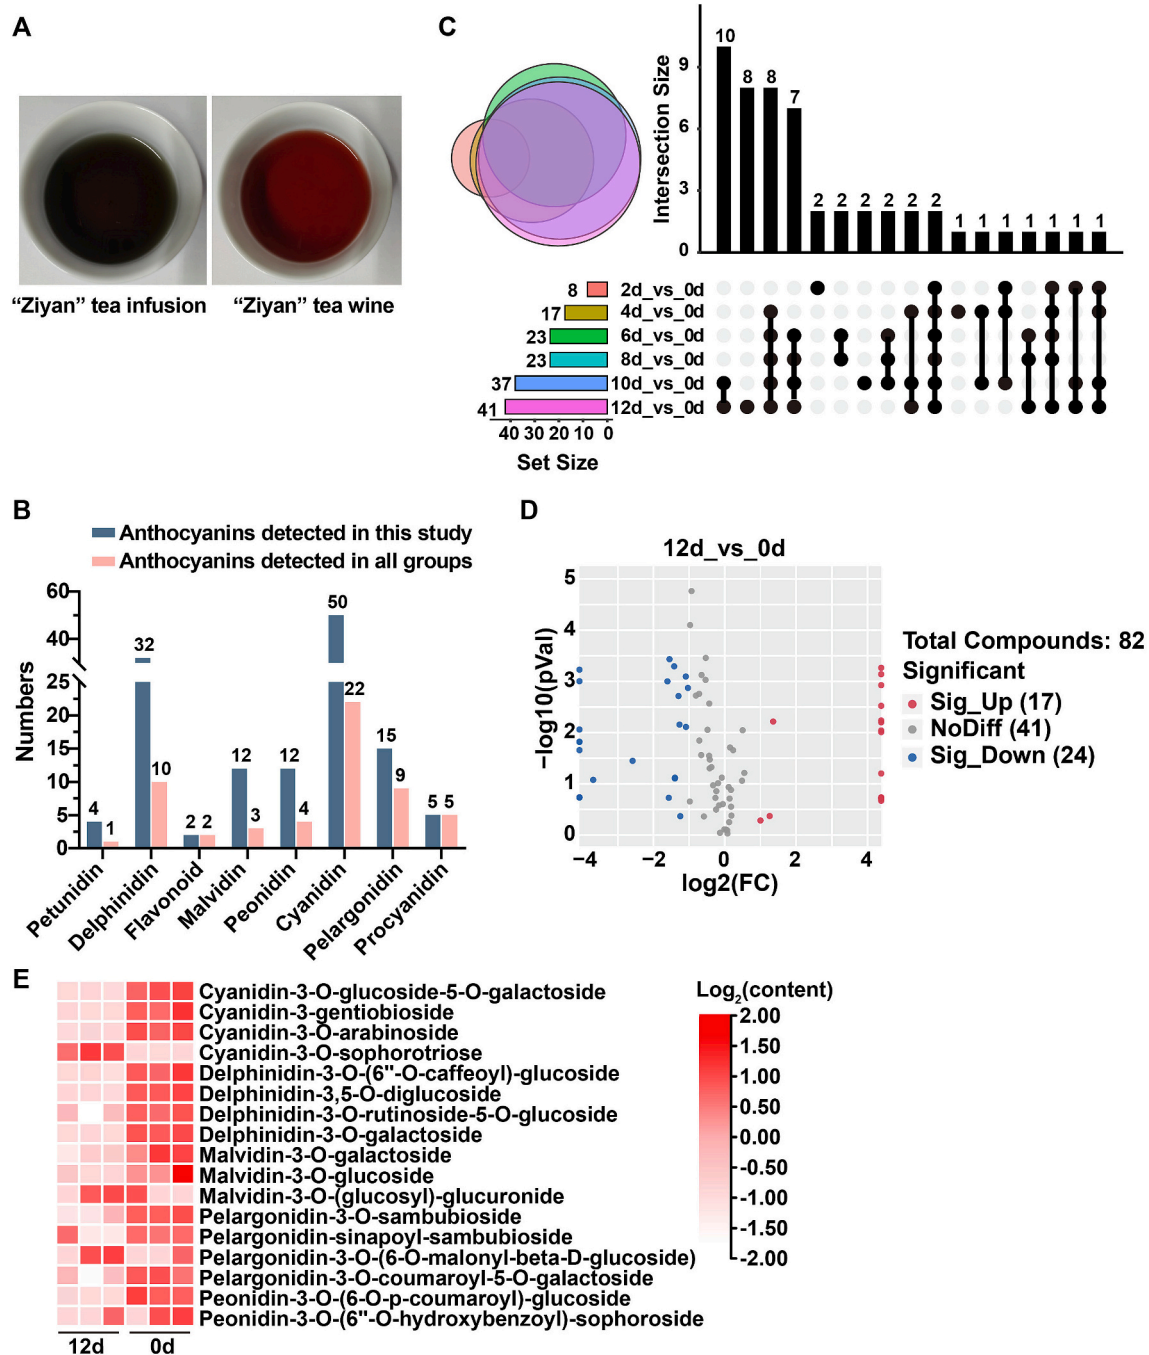 A
“Ziyan” tea infusion
“Ziyan” tea wine
C
Intersection Size
9
6
3
0
10
8
8
7
2
2
2
2
2
2
1
1
1
1
1
1
1
8
2d_vs_0d
17
4d_vs_0d
23
6d_vs_0d
23
8d_vs_0d
37
10d_vs_0d
41
12d_vs_0d
40 30 20 10 0
Set Size
B
Anthocyanins detected in this study
Anthocyanins detected in all groups
Numbers
60
40
25
20
15
10
5
0
4
1
32
10
2
2
12
3
12
4
50
22
15
9
5
5
Petunidin
Delphinidin
Flavonoid
Malvidin
Peonidin
Cyanidin
Pelargonidin
Procyanidin
D
12d_vs_0d
−log10(pVal)
5
4
3
2
1
0
−4 −2 0 2 4
log2(FC)
Total Compounds: 82
Significant
Sig_Up (17)
NoDiff (41)
Sig_Down (24)
E
Cyanidin-3-O-glucoside-5-O-galactoside
Cyanidin-3-gentiobioside
Cyanidin-3-O-arabinoside
Cyanidin-3-O-sophorotriose
Delphinidin-3-O-(6"-O-caffeoyl)-glucoside
Delphinidin-3,5-O-diglucoside
Delphinidin-3-O-rutinoside-5-O-glucoside
Delphinidin-3-O-galactoside
Malvidin-3-O-galactoside
Malvidin-3-O-glucoside
Malvidin-3-O-(glucosyl)-glucuronide
Pelargonidin-3-O-sambubioside
Pelargonidin-sinapoyl-sambubioside
Pelargonidin-3-O-(6-O-malonyl-beta-D-glucoside)
Pelargonidin-3-O-coumaroyl-5-O-galactoside
Peonidin-3-O-(6-O-p-coumaroyl)-glucoside
Peonidin-3-O-(6"-O-hydroxybenzoyl)-sophoroside
12d 0d
Log₂(content)
2.00
1.50
1.00
0.50
0.00
-0.50
-1.00
-1.50
-2.00